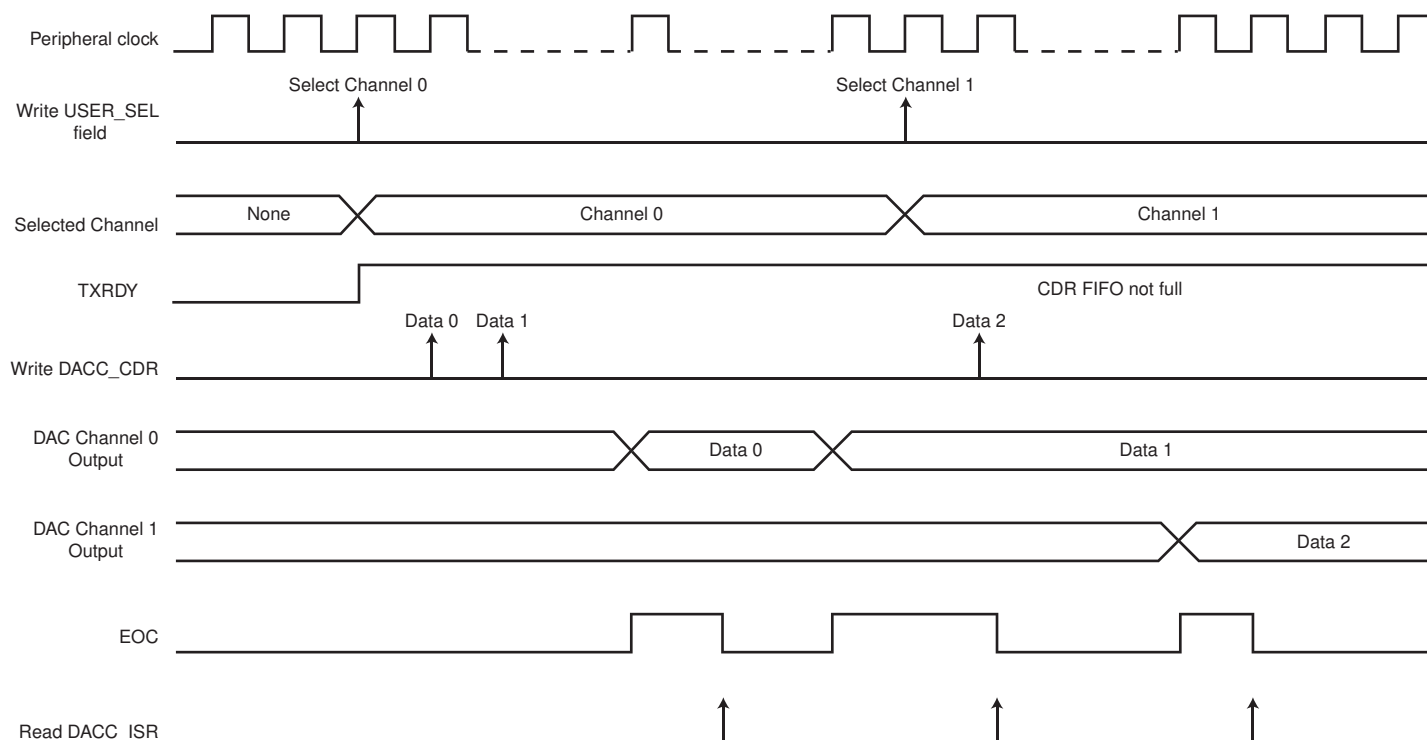 Peripheral clock
Select Channel 0
Select Channel 1
Write USER_SEL
field
Selected Channel
None
Channel 0
Channel 1
TXRDY
CDR FIFO not full
Data 0
Data 1
Data 2
Write DACC_CDR
DAC Channel 0
Output
Data 0
Data 1
DAC Channel 1
Output
Data 2
EOC
Read DACC_ISR